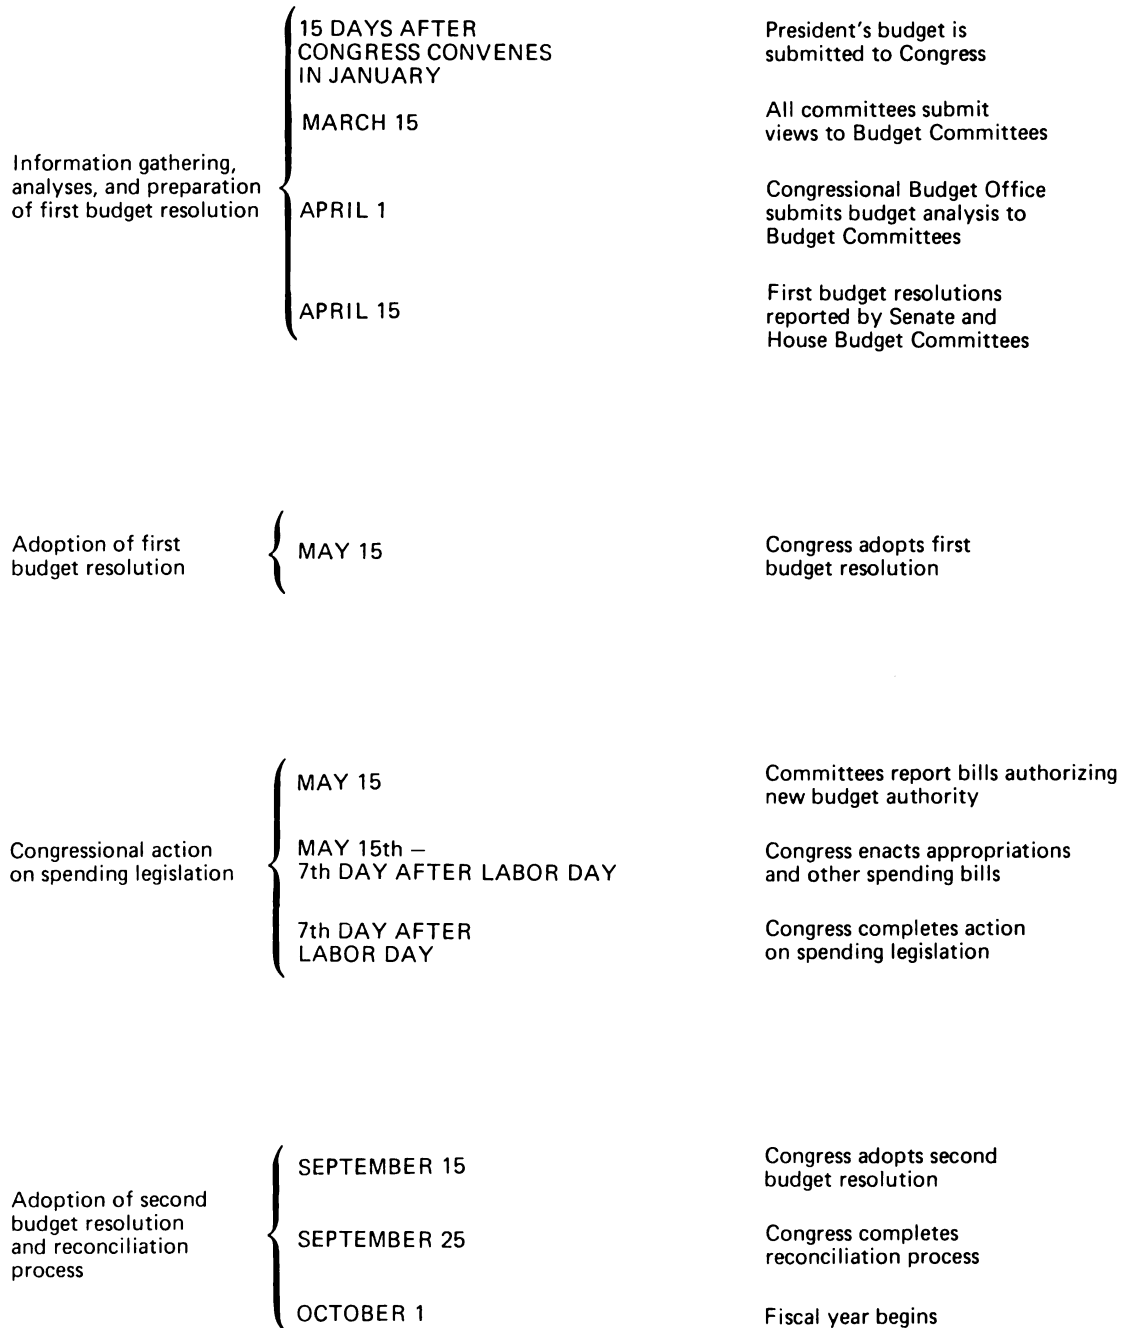 15 DAYS AFTER
CONGRESS CONVENES
IN JANUARY
President's budget is
submitted to Congress
MARCH 15
All committees submit
views to Budget Committees
Information gathering,
analyses, and preparation
of first budget resolution
APRIL 1
Congressional Budget Office
submits budget analysis to
Budget Committees
APRIL 15
First budget resolutions
reported by Senate and
House Budget Committees
Adoption of first
budget resolution
MAY 15
Congress adopts first
budget resolution
Congressional action
on spending legislation
MAY 15
Committees report bills authorizing
new budget authority
MAY 15th –
7th DAY AFTER LABOR DAY
Congress enacts appropriations
and other spending bills
7th DAY AFTER
LABOR DAY
Congress completes action
on spending legislation
Adoption of second
budget resolution
and reconciliation
process
SEPTEMBER 15
Congress adopts second
budget resolution
SEPTEMBER 25
Congress completes
reconciliation process
OCTOBER 1
Fiscal year begins